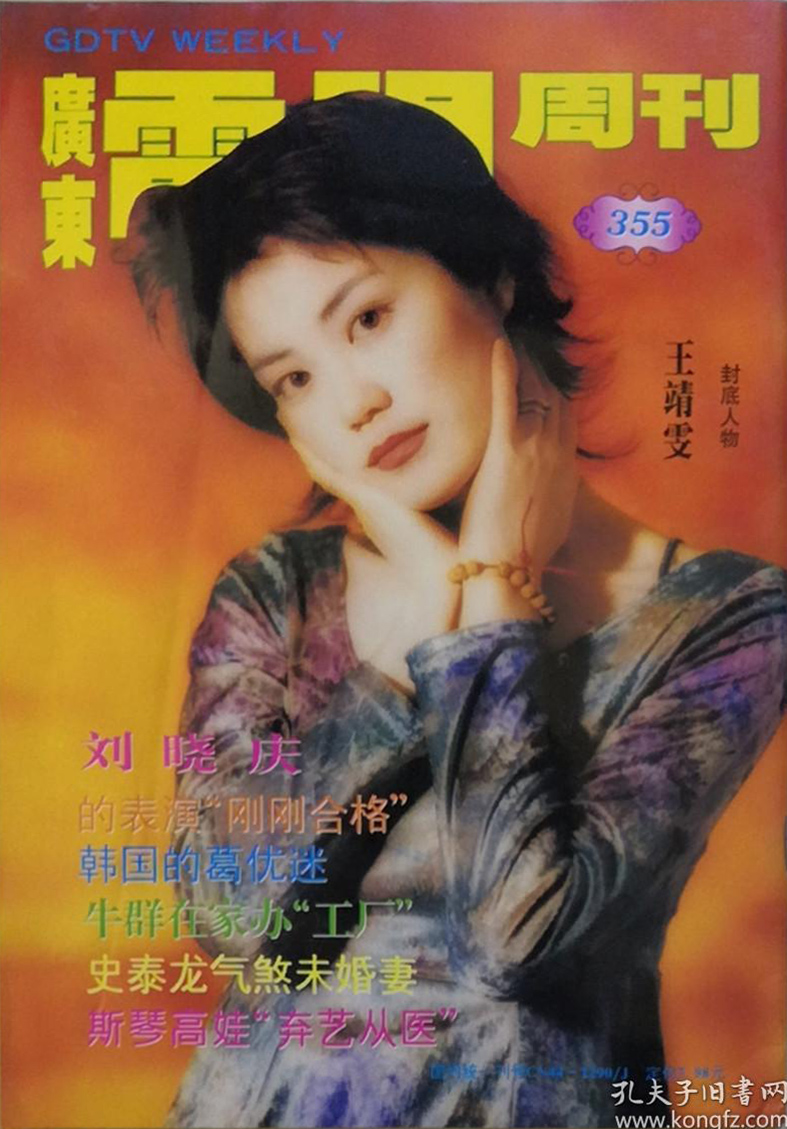 GDTV WEEKLY
廣東
電視周刊
355
王靖雯
封底人物
刘晓庆
的表演“刚刚合格”
韩国的葛优迷
牛群在家办“工厂”
史泰龙气煞未婚妻
斯琴高娃“弃艺从医”
孔夫子旧書网
www.kongfz.com